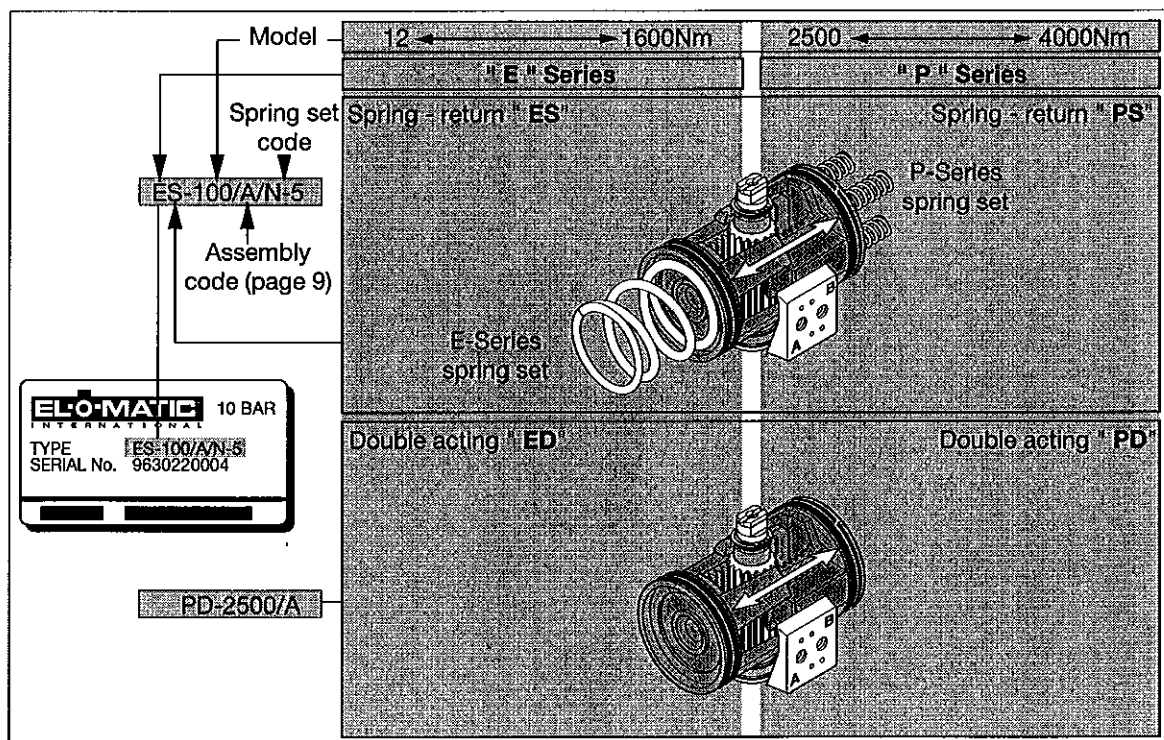 Model
12 1600Nm
2500 4000Nm
" E " Series
" P " Series
Spring set
code
Spring - return " ES"
Spring - return " PS"
ES-100/A/N-5
P-Series
spring set
Assembly
code (page 9)
B
A
E-Series
spring set
EL-O-MATIC 10 BAR
INTERNATIONAL
TYPE ES-100/A/N-5
SERIAL No. 9630220004
Double acting " ED"
Double acting " PD"
PD-2500/A
B
A